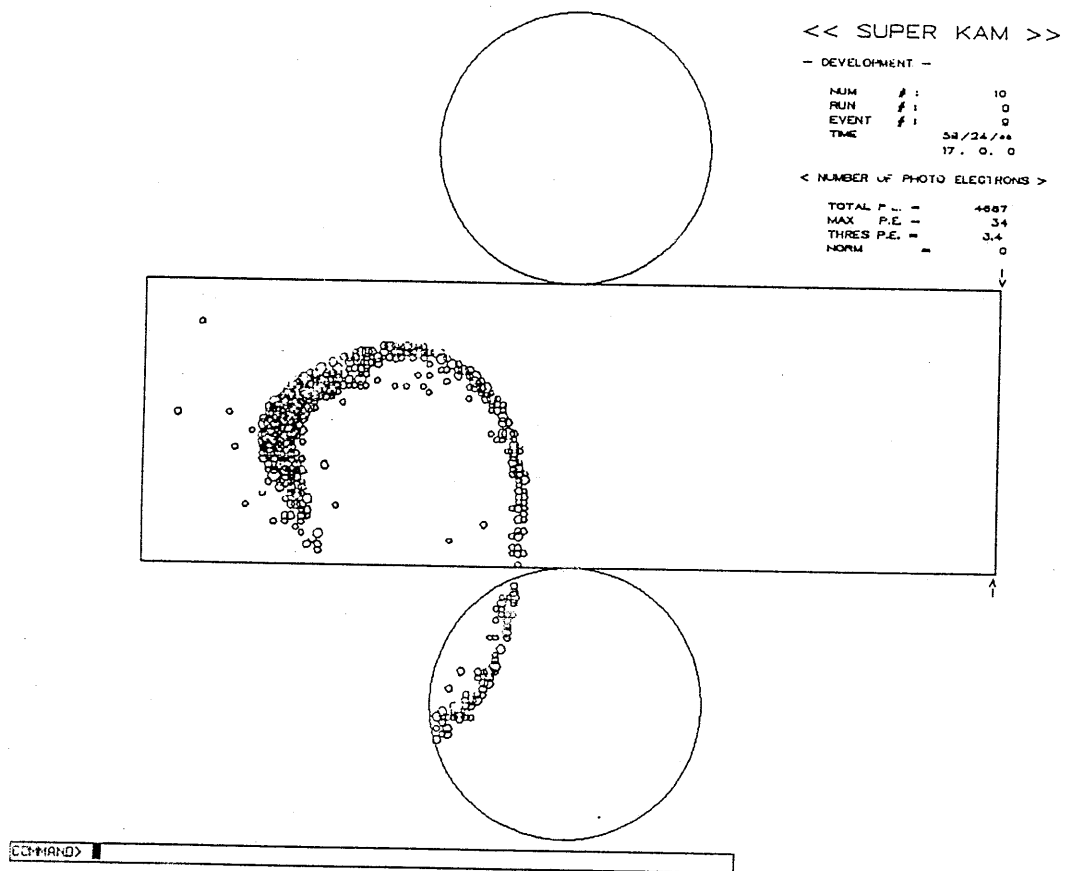 << SUPER KAM >>
- DEVELOPMENT -
NUM # : 10
RUN # : 0
EVENT # : 0
TIME
17. 0. 0
< NUMBER OF PHOTO ELECTRONS >
TOTAL P.E. = 4687
MAX P.E. = 34
THRES P.E. = 3.4
NORM = 0
COMMAND>